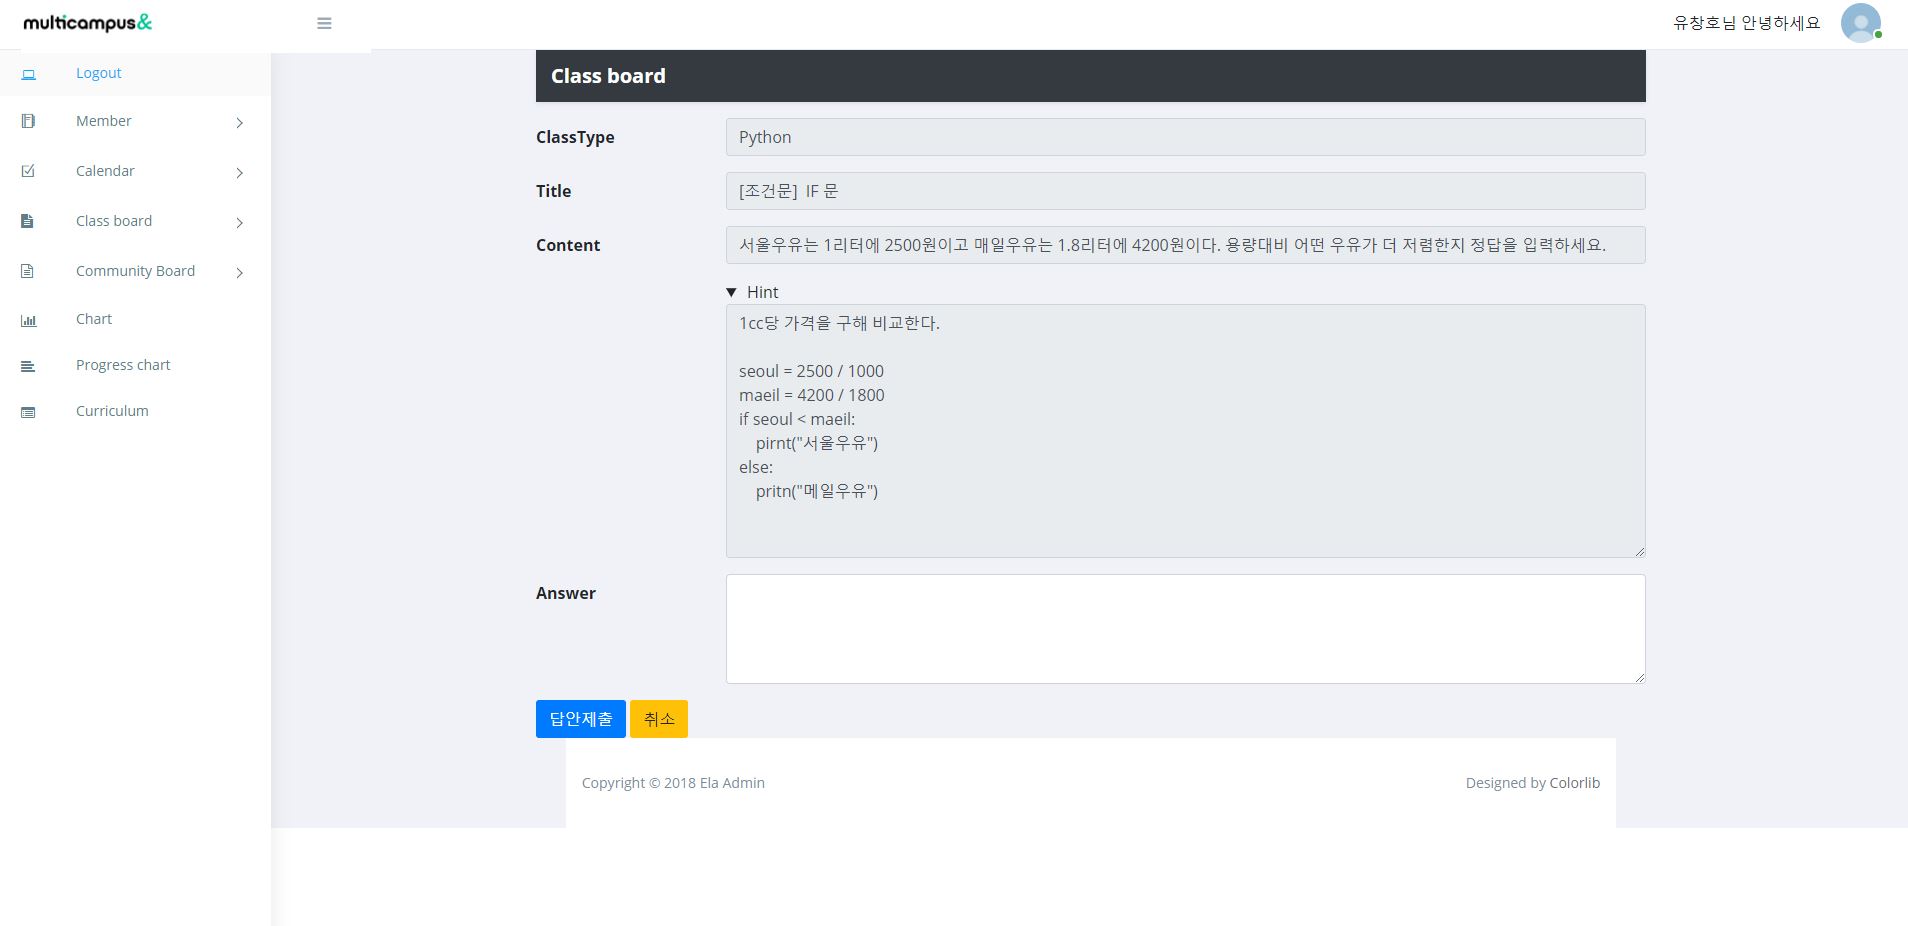 multicampus&
유창호님 안녕하세요
Logout
Member
Calendar
Class board
Community Board
Chart
Progress chart
Curriculum
Class board
ClassType
Python
Title
[조건문]  IF 문
Content
서울우유는 1리터에 2500원이고 매일우유는 1.8리터에 4200원이다. 용량대비 어떤 우유가 더 저렴한지 정답을 입력하세요.
▼ Hint
1cc당 가격을 구해 비교한다.
seoul = 2500 / 1000
maeil = 4200 / 1800
if seoul < maeil:
    pirnt("서울우유")
else:
    pritn("메일우유")
Answer
답안제출 취소
Copyright © 2018 Ela Admin
Designed by Colorlib